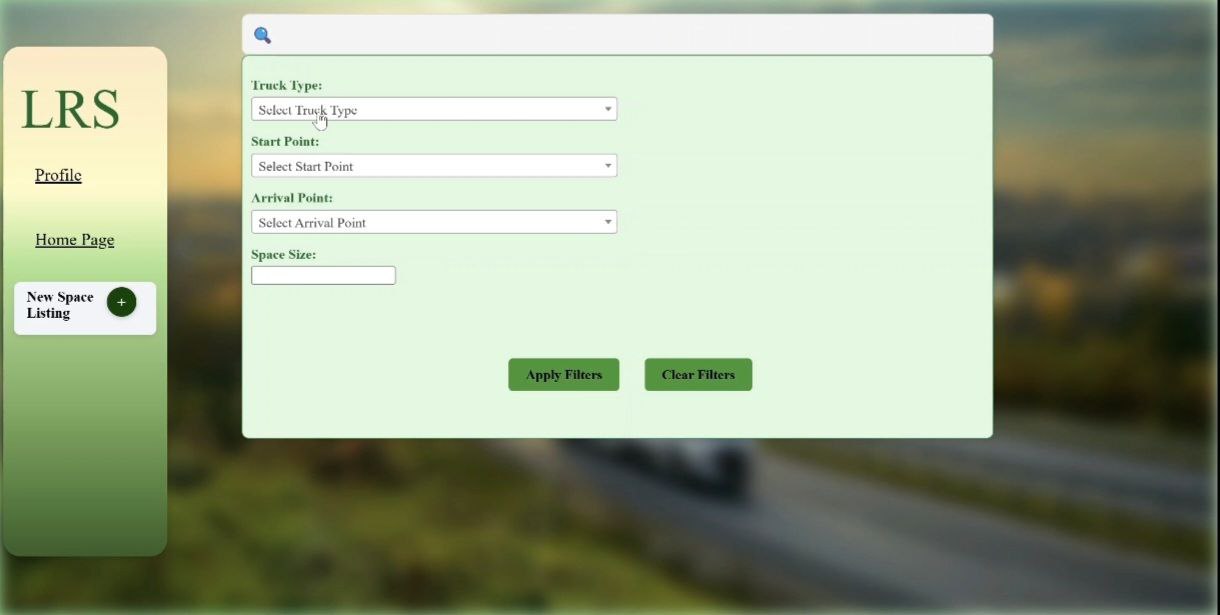 LRS
Profile
Home Page
New Space
Listing
+
Truck Type:
Select Truck Type
Start Point:
Select Start Point
Arrival Point:
Select Arrival Point
Space Size:
Apply Filters
Clear Filters